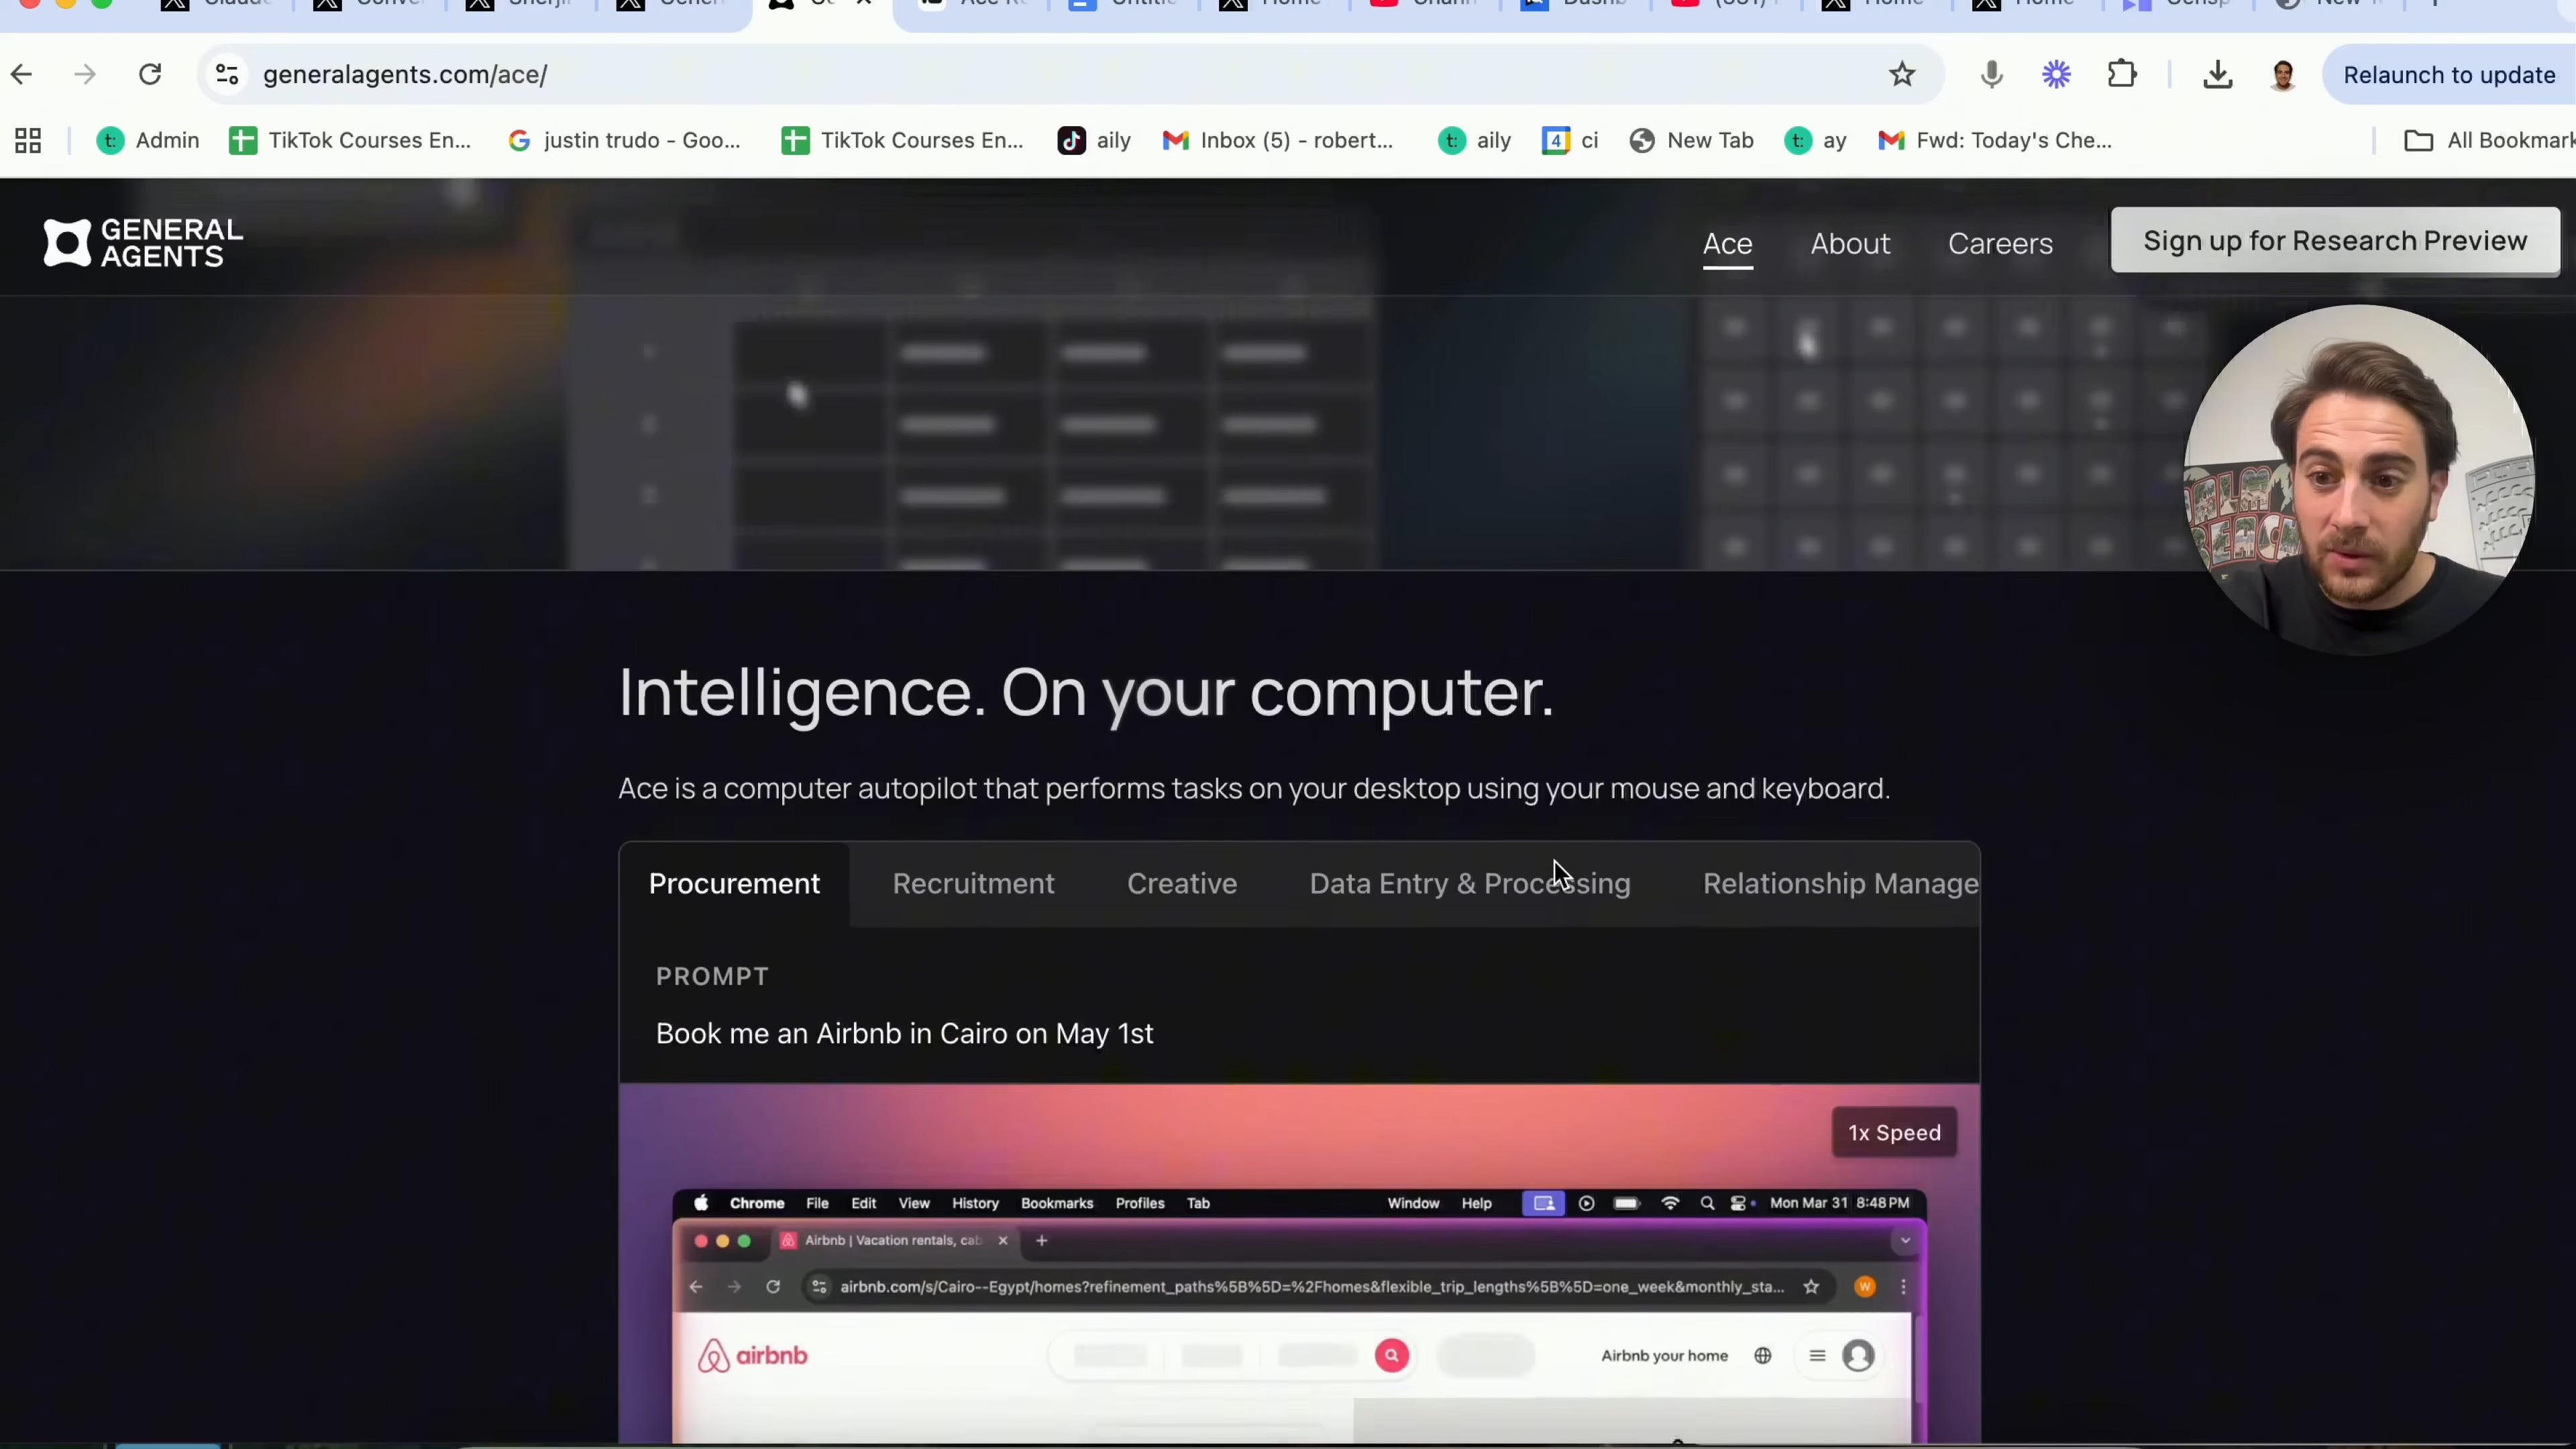 generalagents.com/ace/
Relaunch to update
Admin
TikTok Courses En...
justin trudo - Goo...
TikTok Courses En...
aily
Inbox (5) - robert...
aily
ci
New Tab
ay
Fwd: Today's Che...
All Bookmark
GENERAL
AGENTS
Ace
About
Careers
Sign up for Research Preview
Intelligence. On your computer.
Ace is a computer autopilot that performs tasks on your desktop using your mouse and keyboard.
Procurement
Recruitment
Creative
Data Entry & Processing
Relationship Manage
PROMPT
Book me an Airbnb in Cairo on May 1st
1x Speed
Chrome File Edit View History Bookmarks Profiles Tab Window Help Mon Mar 31 8:48 PM
Airbnb | Vacation rentals, cab
airbnb.com/s/Cairo--Egypt/homes?refinement_paths%5B%5D=%2Fhomes&flexible_trip_lengths%5B%5D=one_week&monthly_sta...
W
airbnb
Airbnb your home